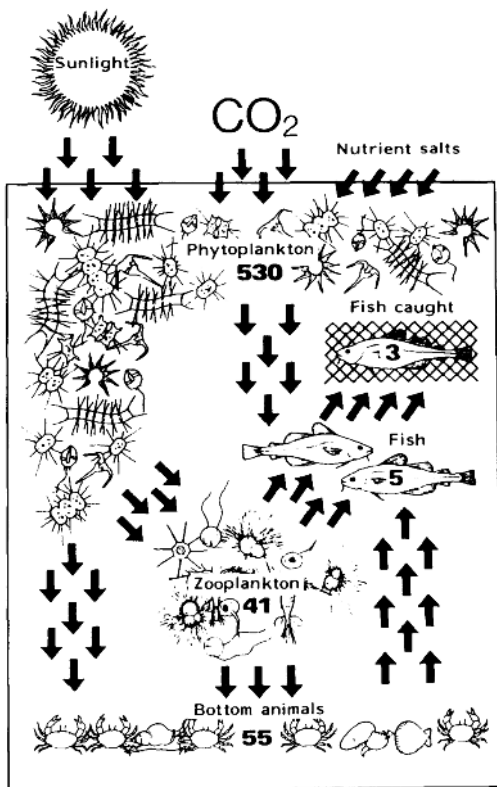 Sunlight
CO2
Nutrient salts
Phytoplankton
530
Fish caught
3
Fish
5
Zooplankton
41
Bottom animals
55